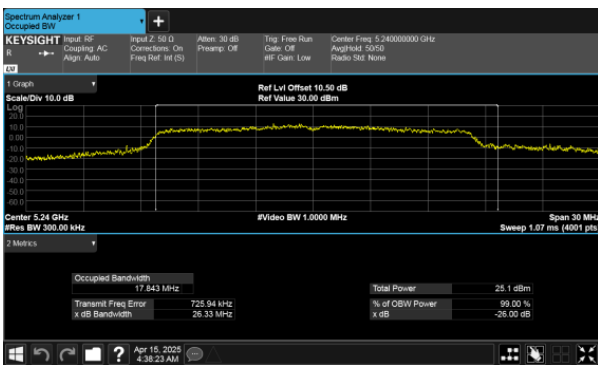 Spectrum Analyzer 1
Occupied BW
+
KEYSIGHT Input: RF Input Z: 50 Ω Atten: 30 dB Trig: Free Run Center Freq: 5.240000000 GHz
R Coupling: AC Corrections: On Preamp: Off Gate: Off Avg|Hold: 50/50
Align: Auto Freq Ref: Int (S) #IF Gain: Low Radio Std: None
LXI
1 Graph
Ref Lvl Offset 10.50 dB
Scale/Div 10.0 dB Ref Value 30.00 dBm
Log
20.0
10.0
0.00
-10.0
-20.0
-30.0
-40.0
-50.0
-60.0
Center 5.24 GHz #Video BW 1.0000 MHz Span 30 MHz
#Res BW 300.00 kHz Sweep 1.07 ms (4001 pts
2 Metrics
Occupied Bandwidth
17.843 MHz Total Power 25.1 dBm
Transmit Freq Error 725.94 kHz % of OBW Power 99.00 %
x dB Bandwidth 26.33 MHz x dB -26.00 dB
? Apr 15, 2025
4:38:23 AM